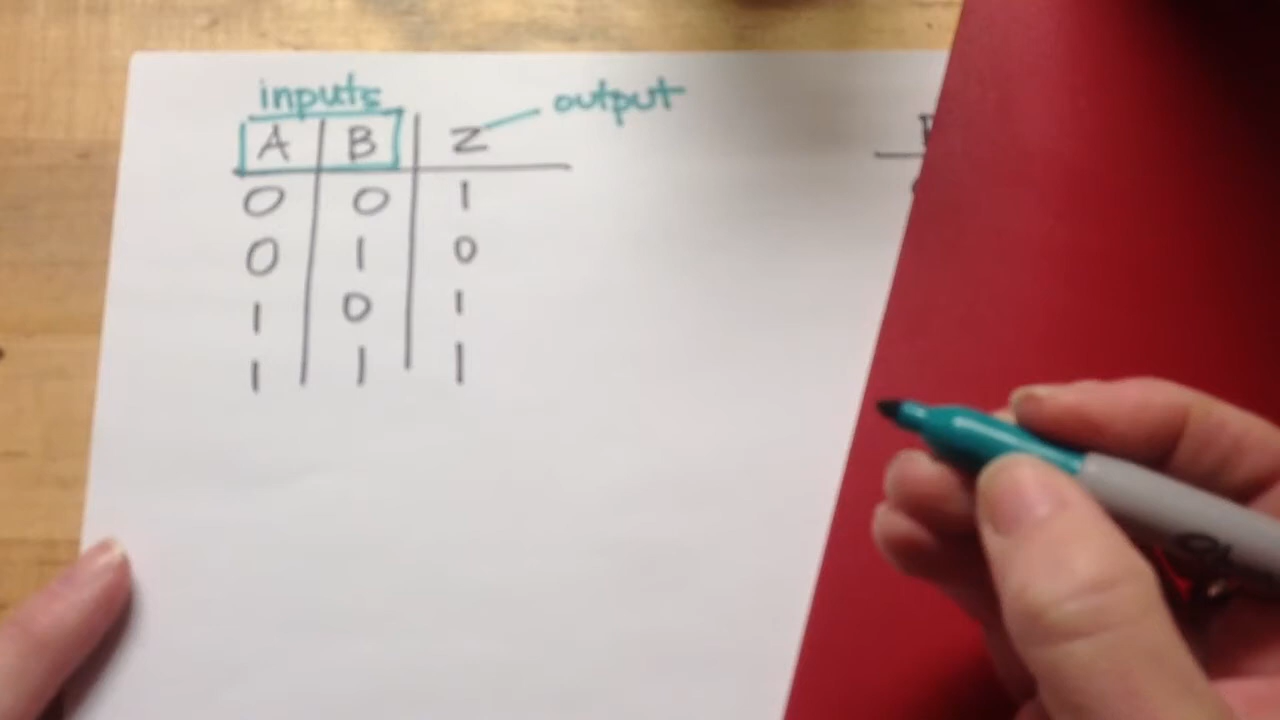 inputs
output
A B Z
0 0 1
0 1 0
1 0 1
1 1 1